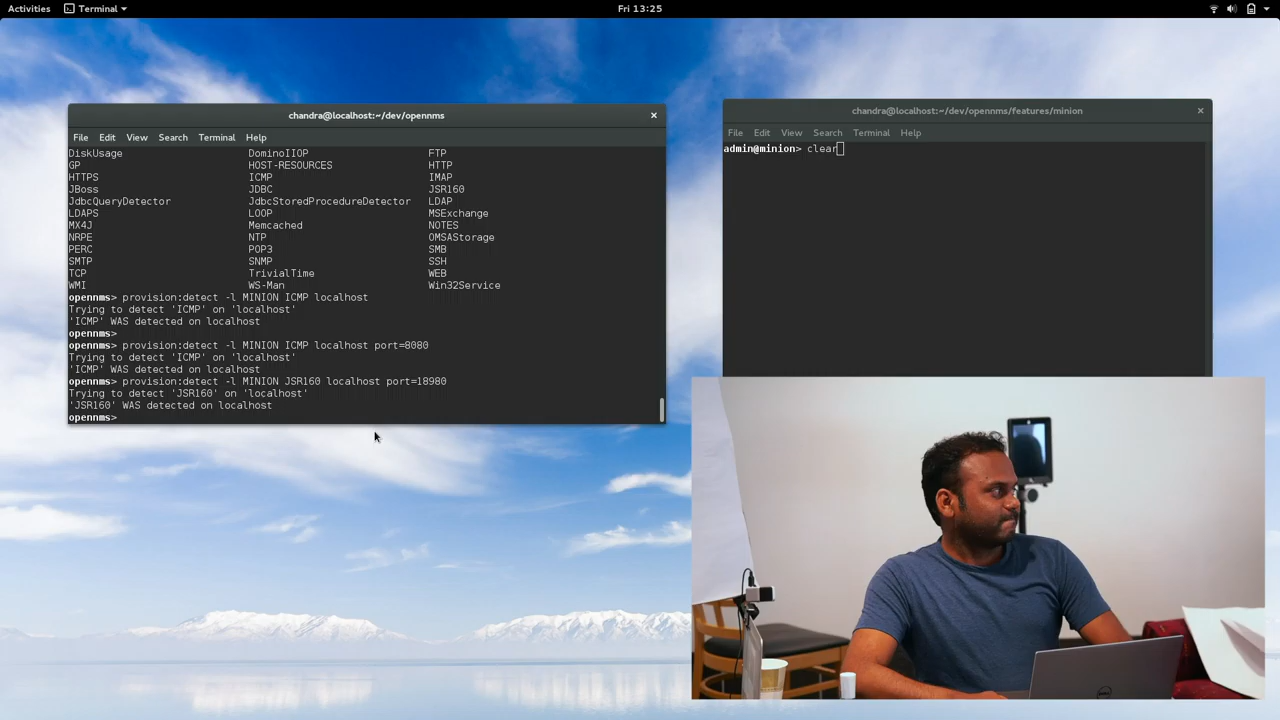 Activities Terminal Fri 13:25
chandra@localhost:~/dev/opennms
File Edit View Search Terminal Help
DiskUsage DominoIIOP FTP
GP HOST-RESOURCES HTTP
HTTPS ICMP IMAP
JBoss JDBC JSR160
JdbcQueryDetector JdbcStoredProcedureDetector LDAP
LDAPS LOOP MSExchange
MX4J Memcached NOTES
NRPE NTP OMSAStorage
PERC POP3 SMB
SMTP SNMP SSH
TCP TrivialTime WEB
WMI WS-Man Win32Service
opennms> provision:detect -l MINION ICMP localhost
Trying to detect 'ICMP' on 'localhost'
'ICMP' WAS detected on localhost
opennms>
opennms> provision:detect -l MINION ICMP localhost port=8080
Trying to detect 'ICMP' on 'localhost'
'ICMP' WAS detected on localhost
opennms> provision:detect -l MINION JSR160 localhost port=18980
Trying to detect 'JSR160' on 'localhost'
'JSR160' WAS detected on localhost
opennms>
chandra@localhost:~/dev/opennms/features/minion
File Edit View Search Terminal Help
admin@minion> clear
DELL